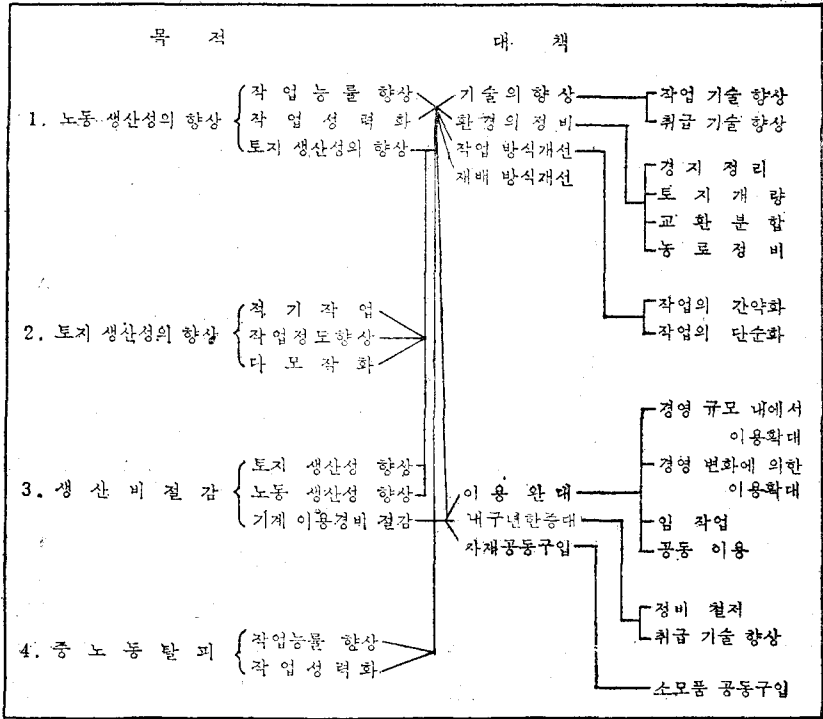 목 적
대 책
1. 노동 생산성의 향상
작 업 능 률 향상
작 업 성 력 화
토지 생산성의 향상
기 술 의 향 상
환 경 의 정 비
작업 방식개선
재배 방식개선
작업 기술 향상
취급 기술 향상
경 지 정 리
토 지 개 량
교 환 분 합
농 로 정 비
작업의 간약화
작업의 단순화
2. 토지 생산성의 향상
적 기 작 업
작업정도향상
다 모 작 화
3. 생 산 비 절 감
토지 생산성 향상
노동 생산성 향상
기계 이용경비 절감
이 용 완 대
내구년한증대
자재공동구입
경영 규모 내에서
이용확대
경영 변화에 의한
이용확대
임 작업
공동 이용
정비 철저
취급 기술 향상
소모품 공동구입
4. 중 노 동 탈 피
작업능률 향상
작업성력화